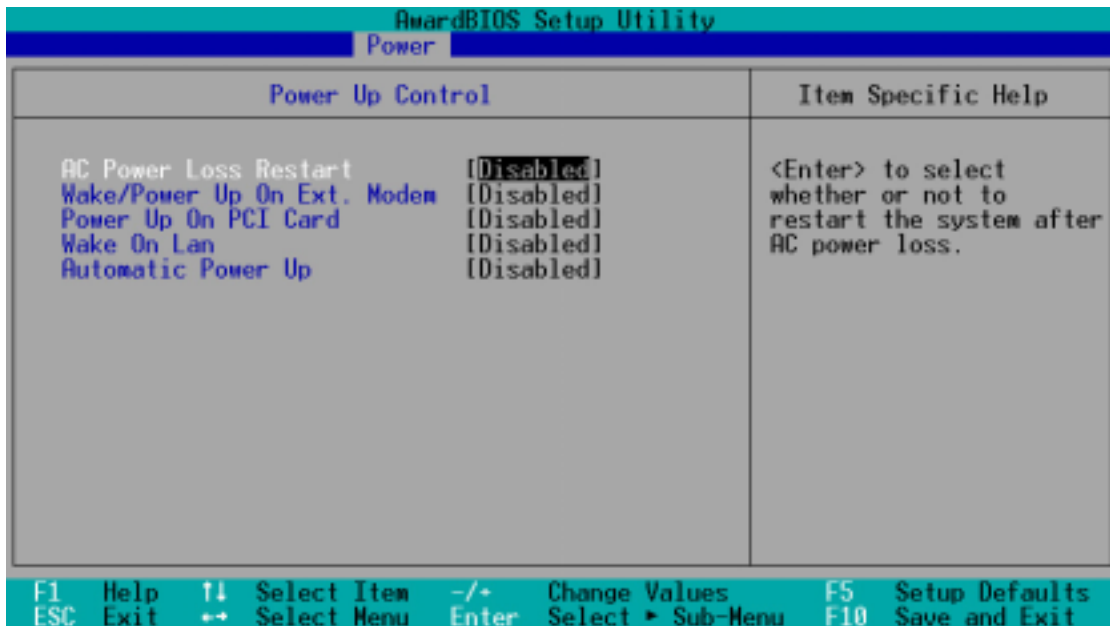 AwardBIOS Setup Utility
Power
Power Up Control
Item Specific Help
AC Power Loss Restart [Disabled]
Wake/Power Up On Ext. Modem [Disabled]
Power Up On PCI Card [Disabled]
Wake On Lan [Disabled]
Automatic Power Up [Disabled]
<Enter> to select
whether or not to
restart the system after
AC power loss.
F1 Help ↑↓ Select Item -/+ Change Values F5 Setup Defaults
ESC Exit ←→ Select Menu Enter Select ► Sub-Menu F10 Save and Exit